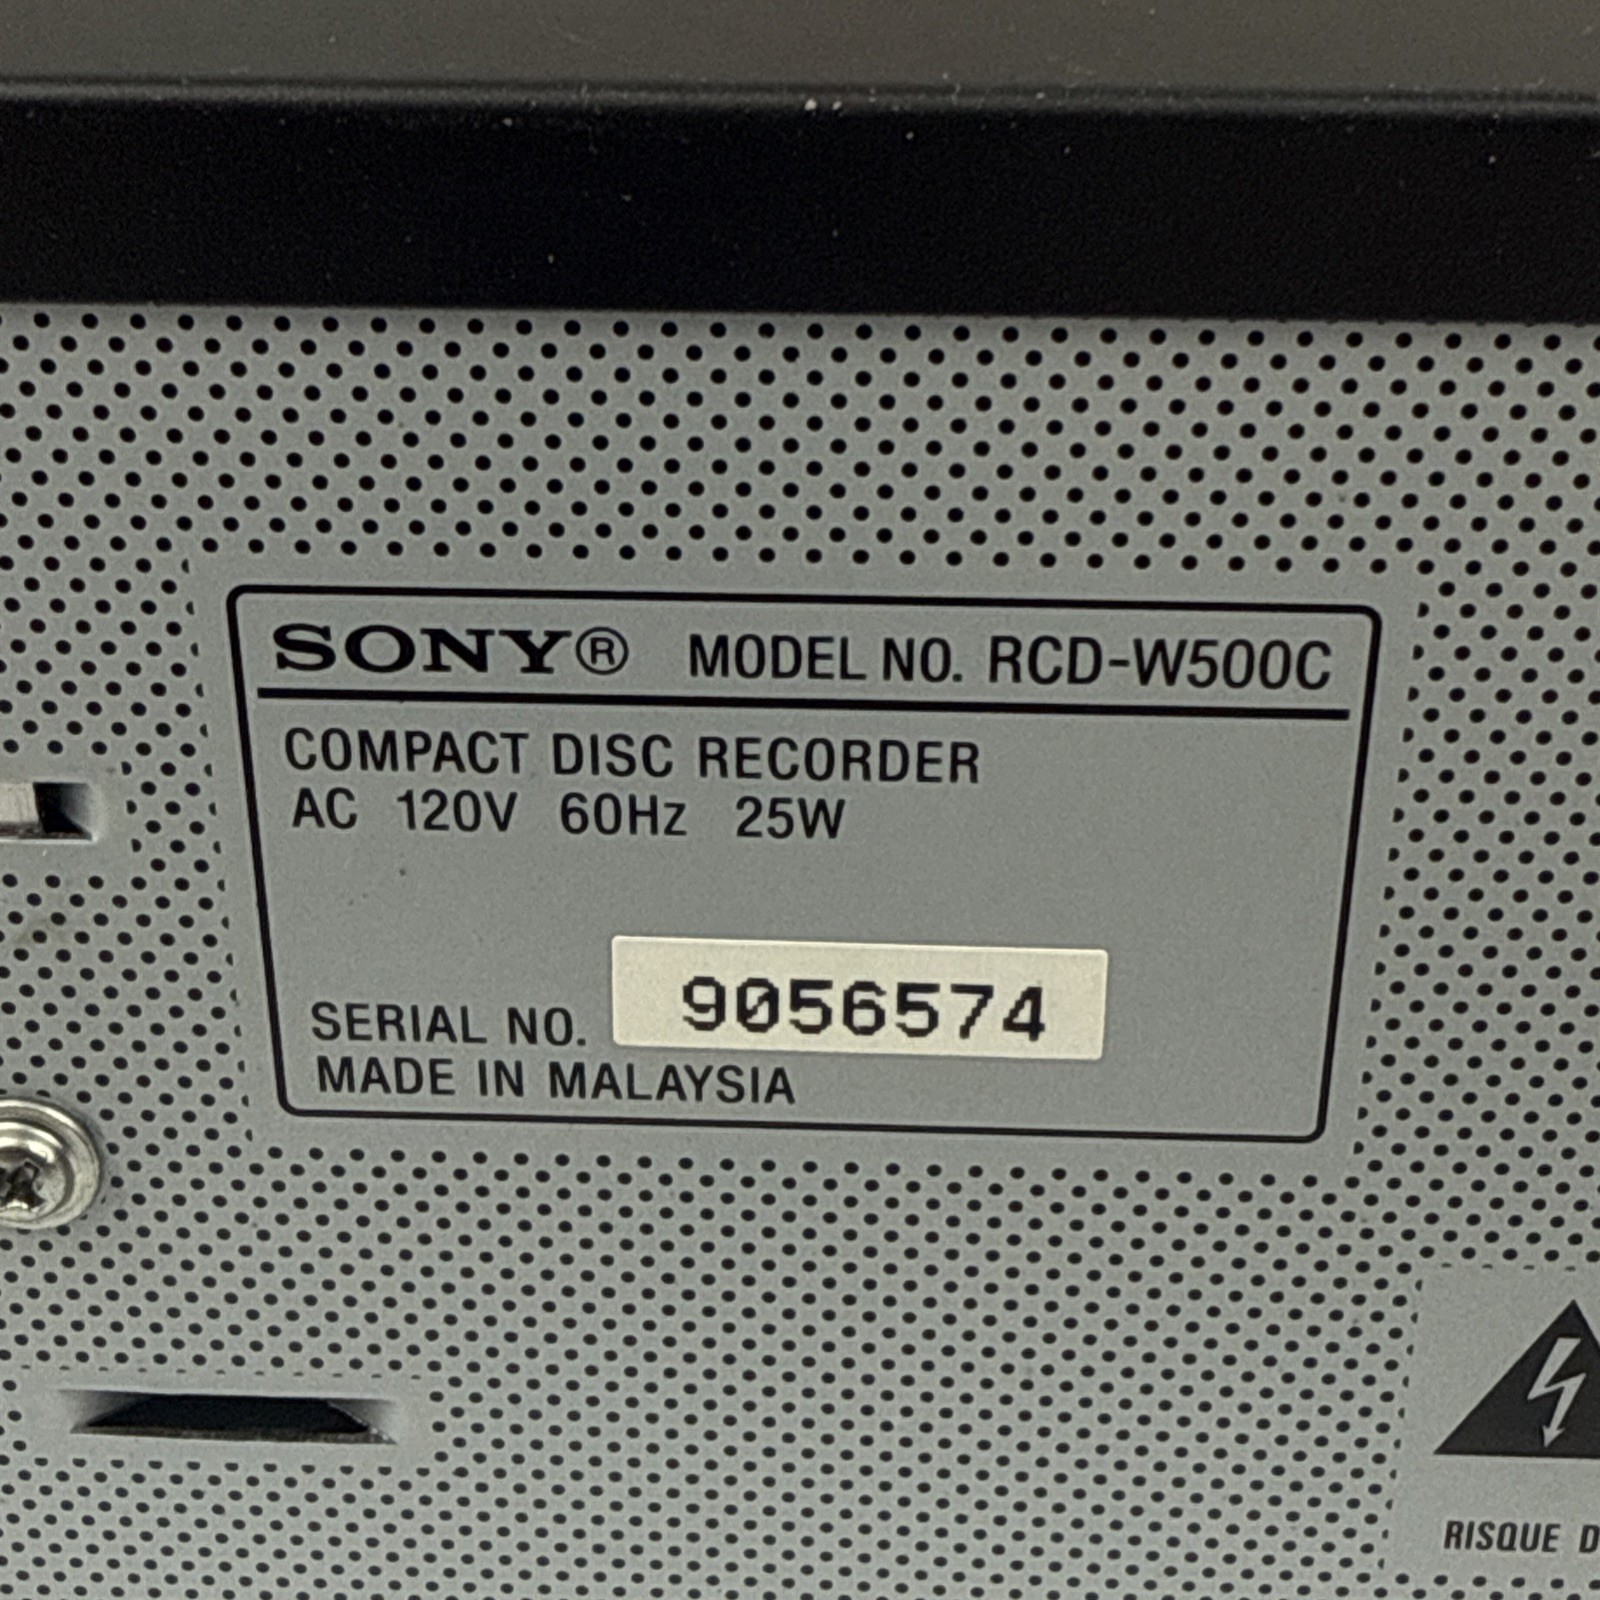 SONY® MODEL NO. RCD-W500C
COMPACT DISC RECORDER
AC 120V 60Hz 25W
SERIAL NO. 9056574
MADE IN MALAYSIA
RISQUE D